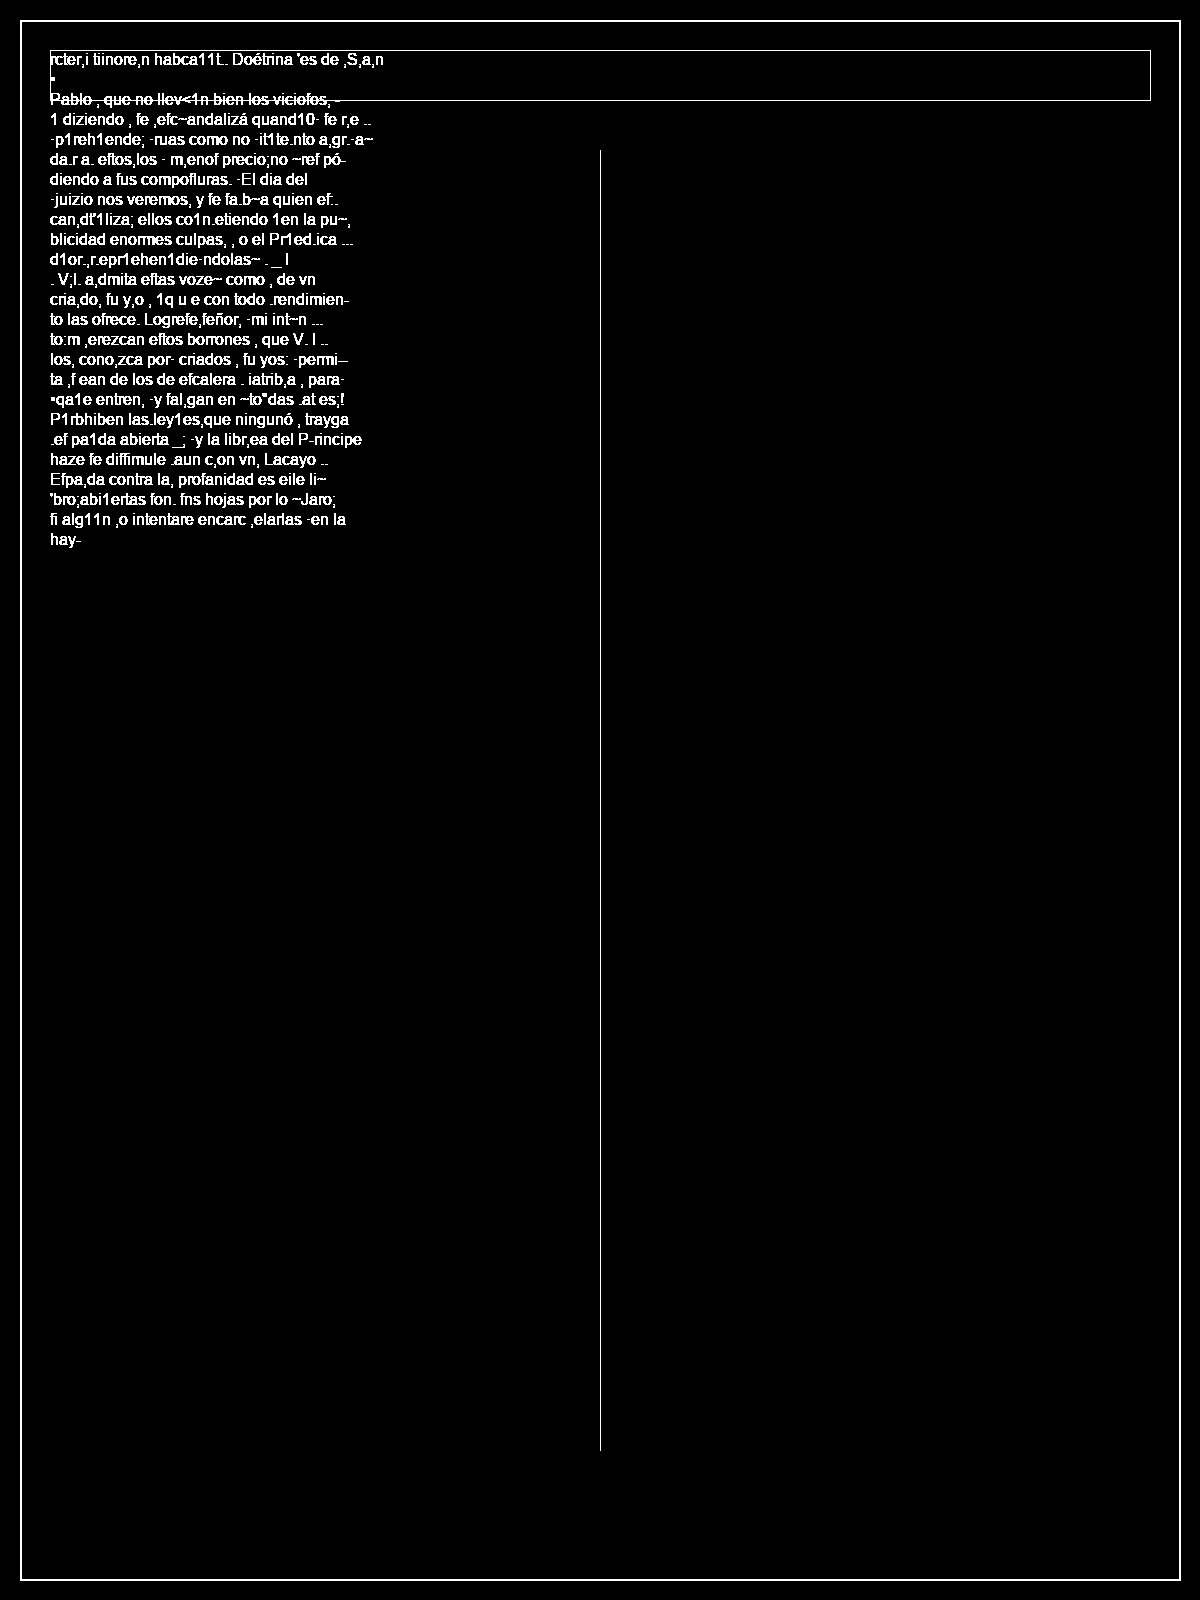 rcter,i tiinore,n habca11t.. Doétrina 'es de ,S,a,n
•
Pablo , que no llev<1n bien los viciofos, -
1 diziendo , fe ,efc~andalizá quand10- fe r,e ..
-p1reh1ende; -ruas como no -it1te.nto a,gr.-a~
da.r a. eftos,los - m,enof precio;no ~ref pó-
diendo a fus compofluras. -El dia del
-juizio nos veremos, y fe fa.b~a quien ef:.
can,dt'1liza; ellos co1n.etiendo 1en la pu~,
blicidad enormes culpas, , o el Pr1ed.ica ...
d1or.,r.epr1ehen1die-ndolas~ . _ l
. V;I. a,dmita eftas voze~ como , de vn
cria,do, fu y,o , 1q u e con todo .rendimien-
to las ofrece. Logrefe,feñor, -mi int~n ...
to:m ,erezcan eftos borrones , que V. I ..
los, cono,zca por- criados , fu yos: -permi--
ta ,f ean de los de efcalera . iatrib,a , para-
•qa1e entren, -y fal,gan en ~to"das .at es;!
P1rbhiben las.ley1es,que ningunó , trayga
.ef pa1da abierta _; -y la libr,ea del P-rincipe
haze fe diffimule .aun c,on vn, Lacayo ..
Efpa,da contra la, profanidad es eile li~
'bro;abi1ertas fon. fns hojas por lo ~Jaro;
fi alg11n ,o intentare encarc ,elarlas -en la
hay-